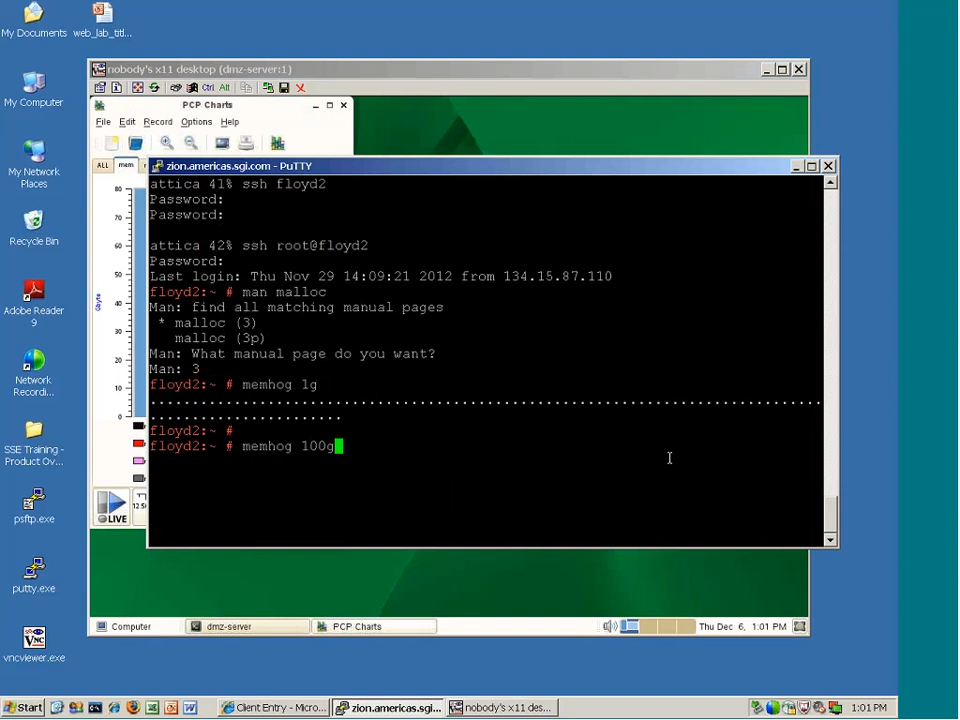 My Documents
web_lab_titl...
My Computer
My Network
Places
Recycle Bin
Adobe Reader
9
Network
Recordi...
SSE Training
- Product Ov...
psftp.exe
putty.exe
vncviewer.exe
nobody's x11 desktop (dmz-server:1)
Ctrl Alt
PCP Charts
File Edit Record Options Help
ALL mem
80
70
60
50
40
30
20
10
0
Gbyte
LIVE
zion.americas.sgi.com - PuTTY
attica 41% ssh floyd2
Password:
Password:
attica 42% ssh root@floyd2
Password:
Last login: Thu Nov 29 14:09:21 2012 from 134.15.87.110
floyd2:~ # man malloc
Man: find all matching manual pages
* malloc (3)
malloc (3p)
Man: What manual page do you want?
Man: 3
floyd2:~ # memhog 1g
................................................................................
.......................
floyd2:~ #
floyd2:~ # memhog 100g
Computer
dmz-server
PCP Charts
Thu Dec 6, 1:01 PM
Start
Client Entry - Micro...
zion.americas.sgi...
nobody's x11 des...
1:01 PM